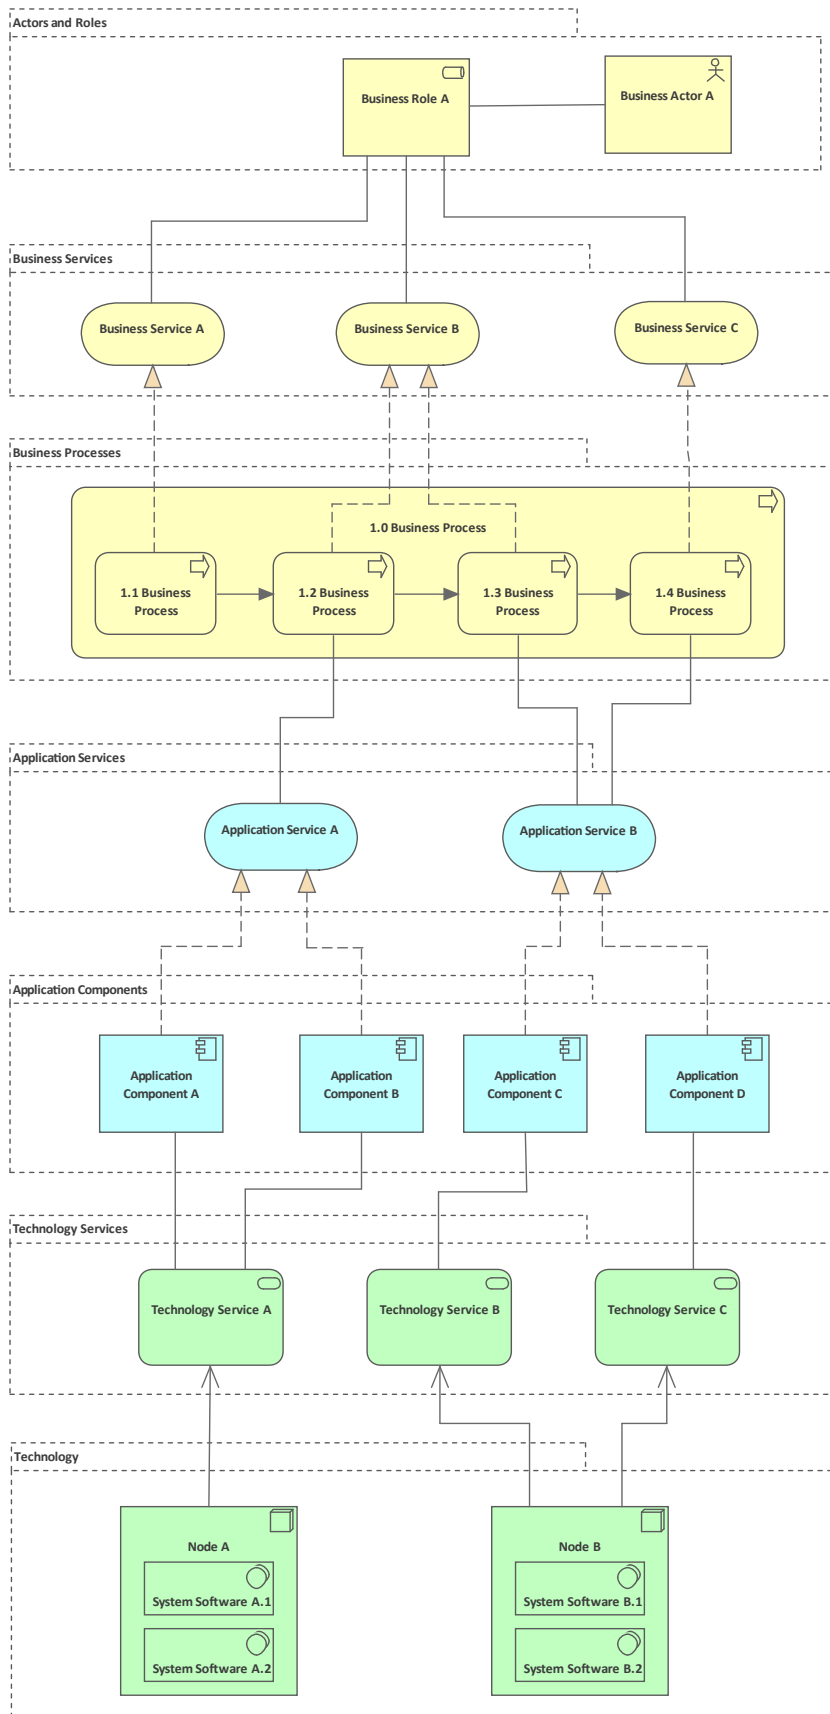 Actors and Roles
Business Role A
Business Actor A
Business Services
Business Service A
Business Service B
Business Service C
Business Processes
1.0 Business Process
1.1 Business
Process
1.2 Business
Process
1.3 Business
Process
1.4 Business
Process
Application Services
Application Service A
Application Service B
Application Components
Application
Component A
Application
Component B
Application
Component C
Application
Component D
Technology Services
Technology Service A
Technology Service B
Technology Service C
Technology
Node A
System Software A.1
System Software A.2
Node B
System Software B.1
System Software B.2